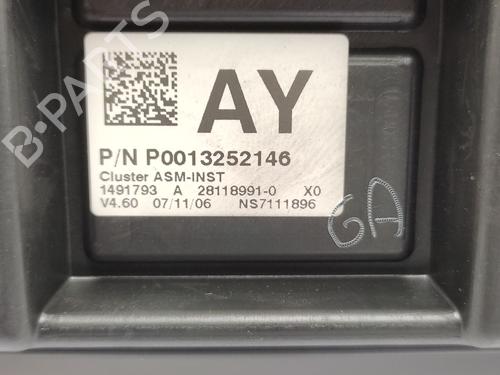 AY
P/N P0013252146
Cluster ASM-INST
1491793 A 28118991-0 X0
V4.60 07/11/06 NS7111896
GA
B-PARTS